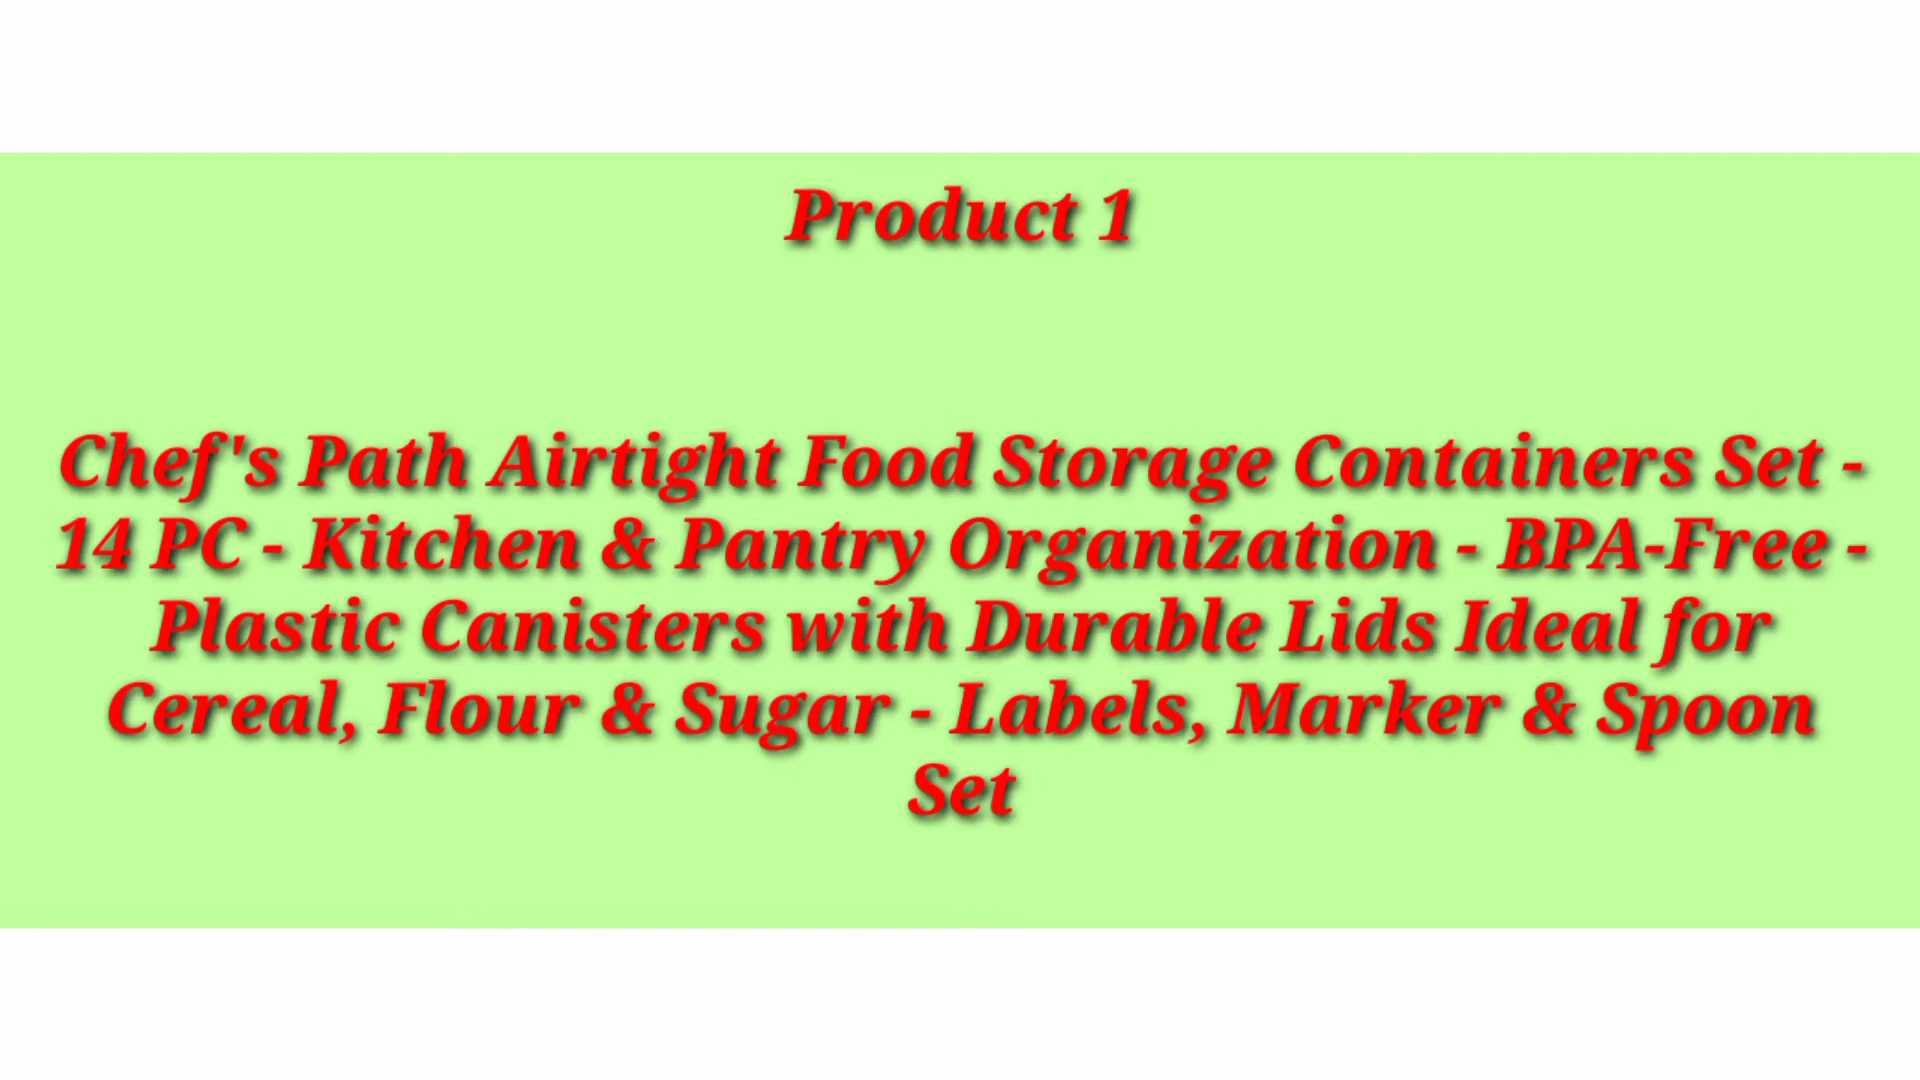 Product 1
Chef's Path Airtight Food Storage Containers Set -
14 PC - Kitchen & Pantry Organization - BPA-Free -
Plastic Canisters with Durable Lids Ideal for
Cereal, Flour & Sugar - Labels, Marker & Spoon
Set